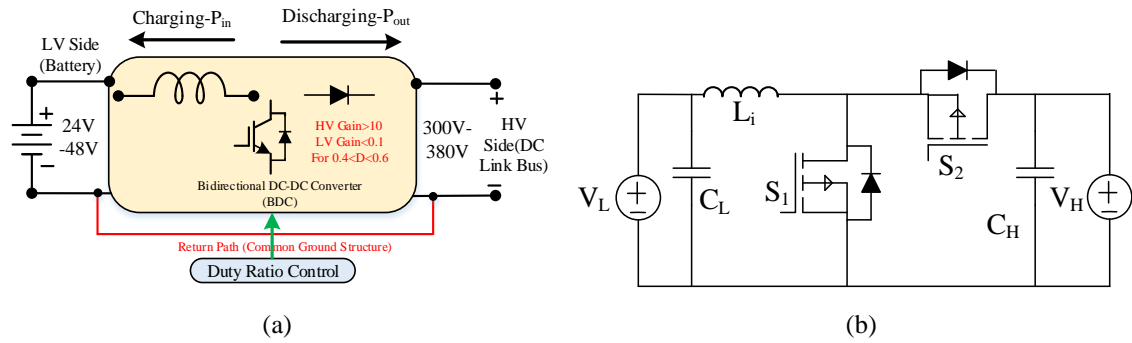 Charging-Pin
Discharging-Pout
LV Side
(Battery)
+
24V
-48V
−
HV Gain>10
LV Gain<0.1
For 0.4<D<0.6
Bidirectional DC-DC Converter
(BDC)
300V-
380V
+
HV
Side(DC
Link Bus)
−
Return Path (Common Ground Structure)
Duty Ratio Control
(a)
Li
S2
S1
VL
+
−
CL
CH
VH
+
−
(b)